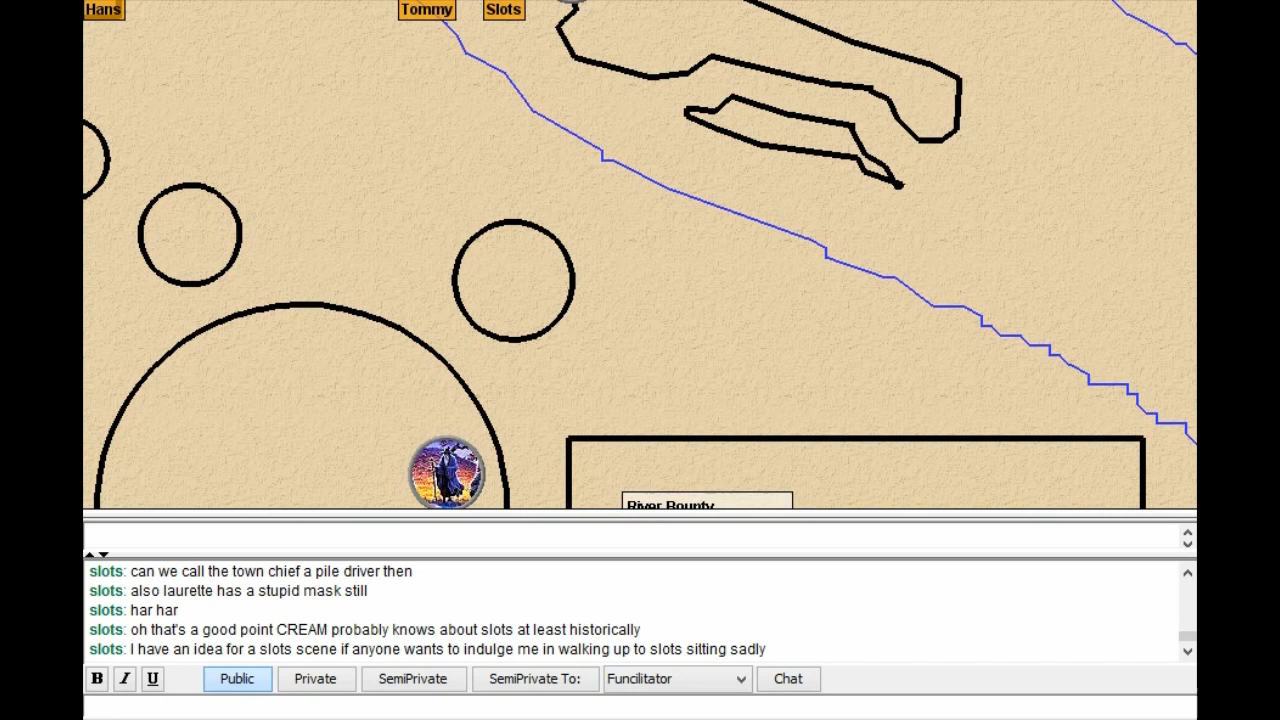 Hans
Tommy
Slots
River Bounty
slots: can we call the town chief a pile driver then
slots: also laurette has a stupid mask still
slots: har har
slots: oh that's a good point CREAM probably knows about slots at least historically
slots: I have an idea for a slots scene if anyone wants to indulge me in walking up to slots sitting sadly
B I U Public Private SemiPrivate SemiPrivate To: Funcilitator Chat